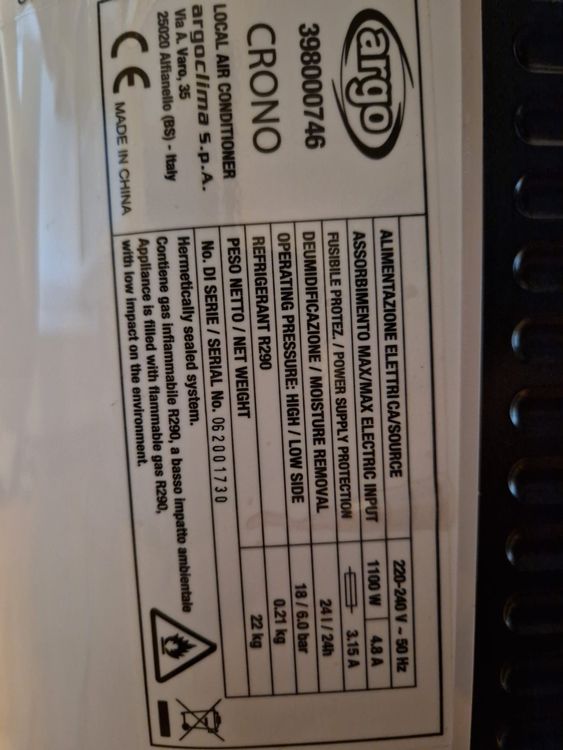 argo
398000746
CRONO
LOCAL AIR CONDITIONER
argoclima S.p.A.
Via A. Varo, 35
25020 Alfianello (BS) - Italy
CE MADE IN CHINA
ALIMENTAZIONE ELETTRICA/SOURCE 220-240 V ~ 50 Hz
ASSORBIMENTO MAX/MAX ELECTRIC INPUT 1100 W 4.8 A
FUSIBILE PROTEZ. / POWER SUPPLY PROTECTION 3.15 A
DEUMIDIFICAZIONE / MOISTURE REMOVAL 24 l / 24h
OPERATING PRESSURE: HIGH / LOW SIDE 18 / 6.0 bar
REFRIGERANT R290 0.21 kg
PESO NETTO / NET WEIGHT 22 kg
No. DI SERIE / SERIAL No. 062001730
Hermetically sealed system.
Contiene gas infiammabile R290, a basso impatto ambientale
Appliance is filled with flammable gas R290,
with low impact on the environment.